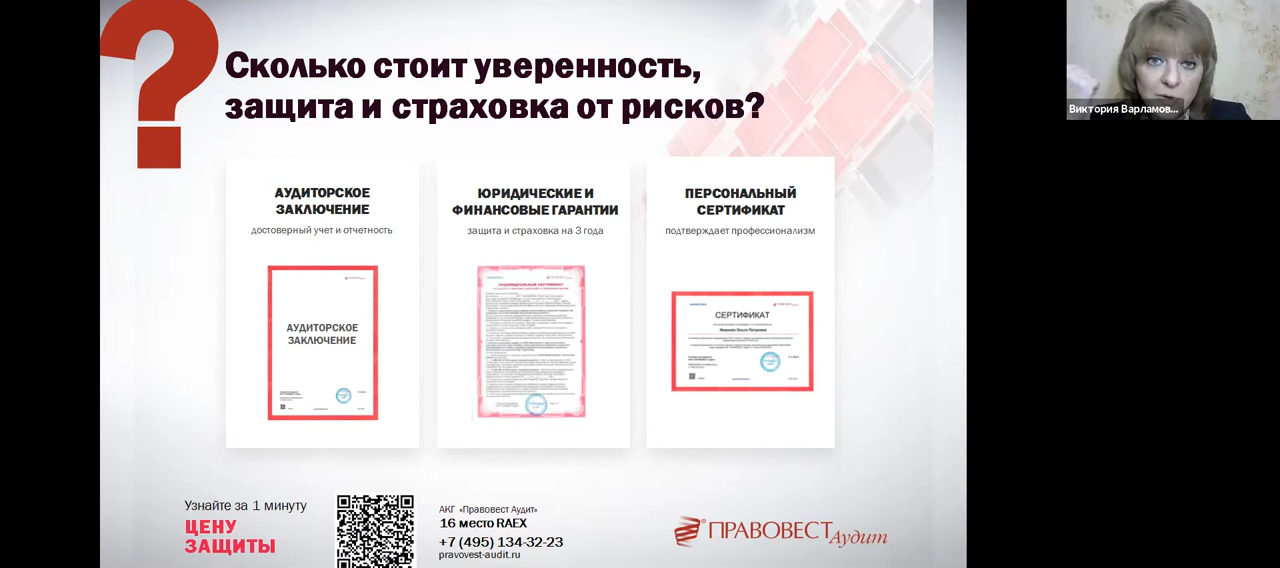 Сколько стоит уверенность,
защита и страховка от рисков?
Виктория Варламов...
АУДИТОРСКОЕ
ЗАКЛЮЧЕНИЕ
достоверный учет и отчетность
АУДИТОРСКОЕ
ЗАКЛЮЧЕНИЕ
ЮРИДИЧЕСКИЕ И
ФИНАНСОВЫЕ ГАРАНТИИ
защита и страховка на 3 года
ПЕРСОНАЛЬНЫЙ
СЕРТИФИКАТ
подтверждает профессионализм
СЕРТИФИКАТ
Узнайте за 1 минуту
ЦЕНУ
ЗАЩИТЫ
АКГ «Правовест Аудит»
16 место RAEX
+7 (495) 134-32-23
pravovest-audit.ru
ПРАВОВЕСТ Аудит